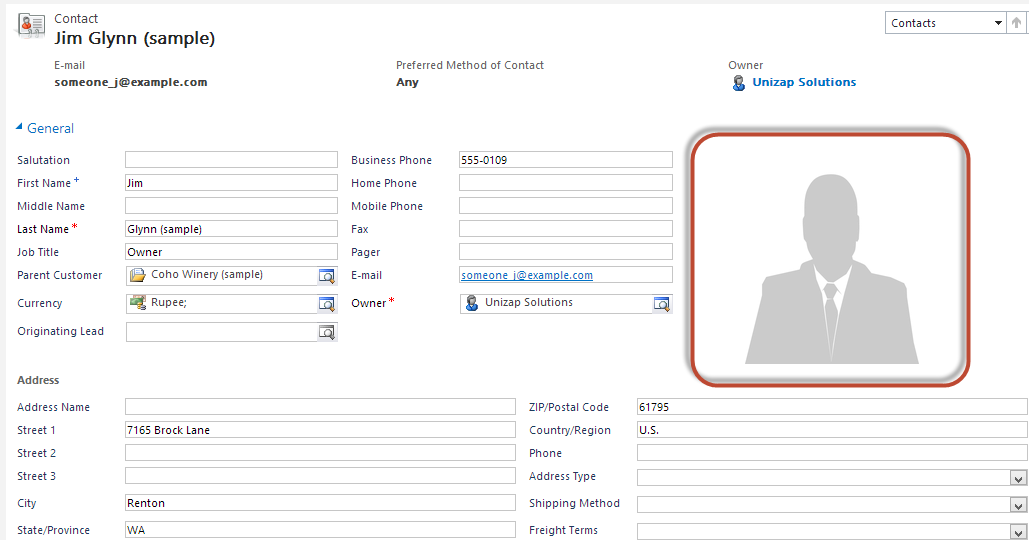 Contact
Contacts
Jim Glynn (sample)
E-mail Preferred Method of Contact Owner
someone_j@example.com Any Unizap Solutions
General
Salutation Business Phone 555-0109
First Name + Jim Home Phone
Middle Name Mobile Phone
Last Name * Glynn (sample) Fax
Job Title Owner Pager
Parent Customer Coho Winery (sample) E-mail someone_j@example.com
Currency Rupee; Owner * Unizap Solutions
Originating Lead
Address
Address Name ZIP/Postal Code 61795
Street 1 7165 Brock Lane Country/Region U.S.
Street 2 Phone
Street 3 Address Type
City Renton Shipping Method
State/Province WA Freight Terms